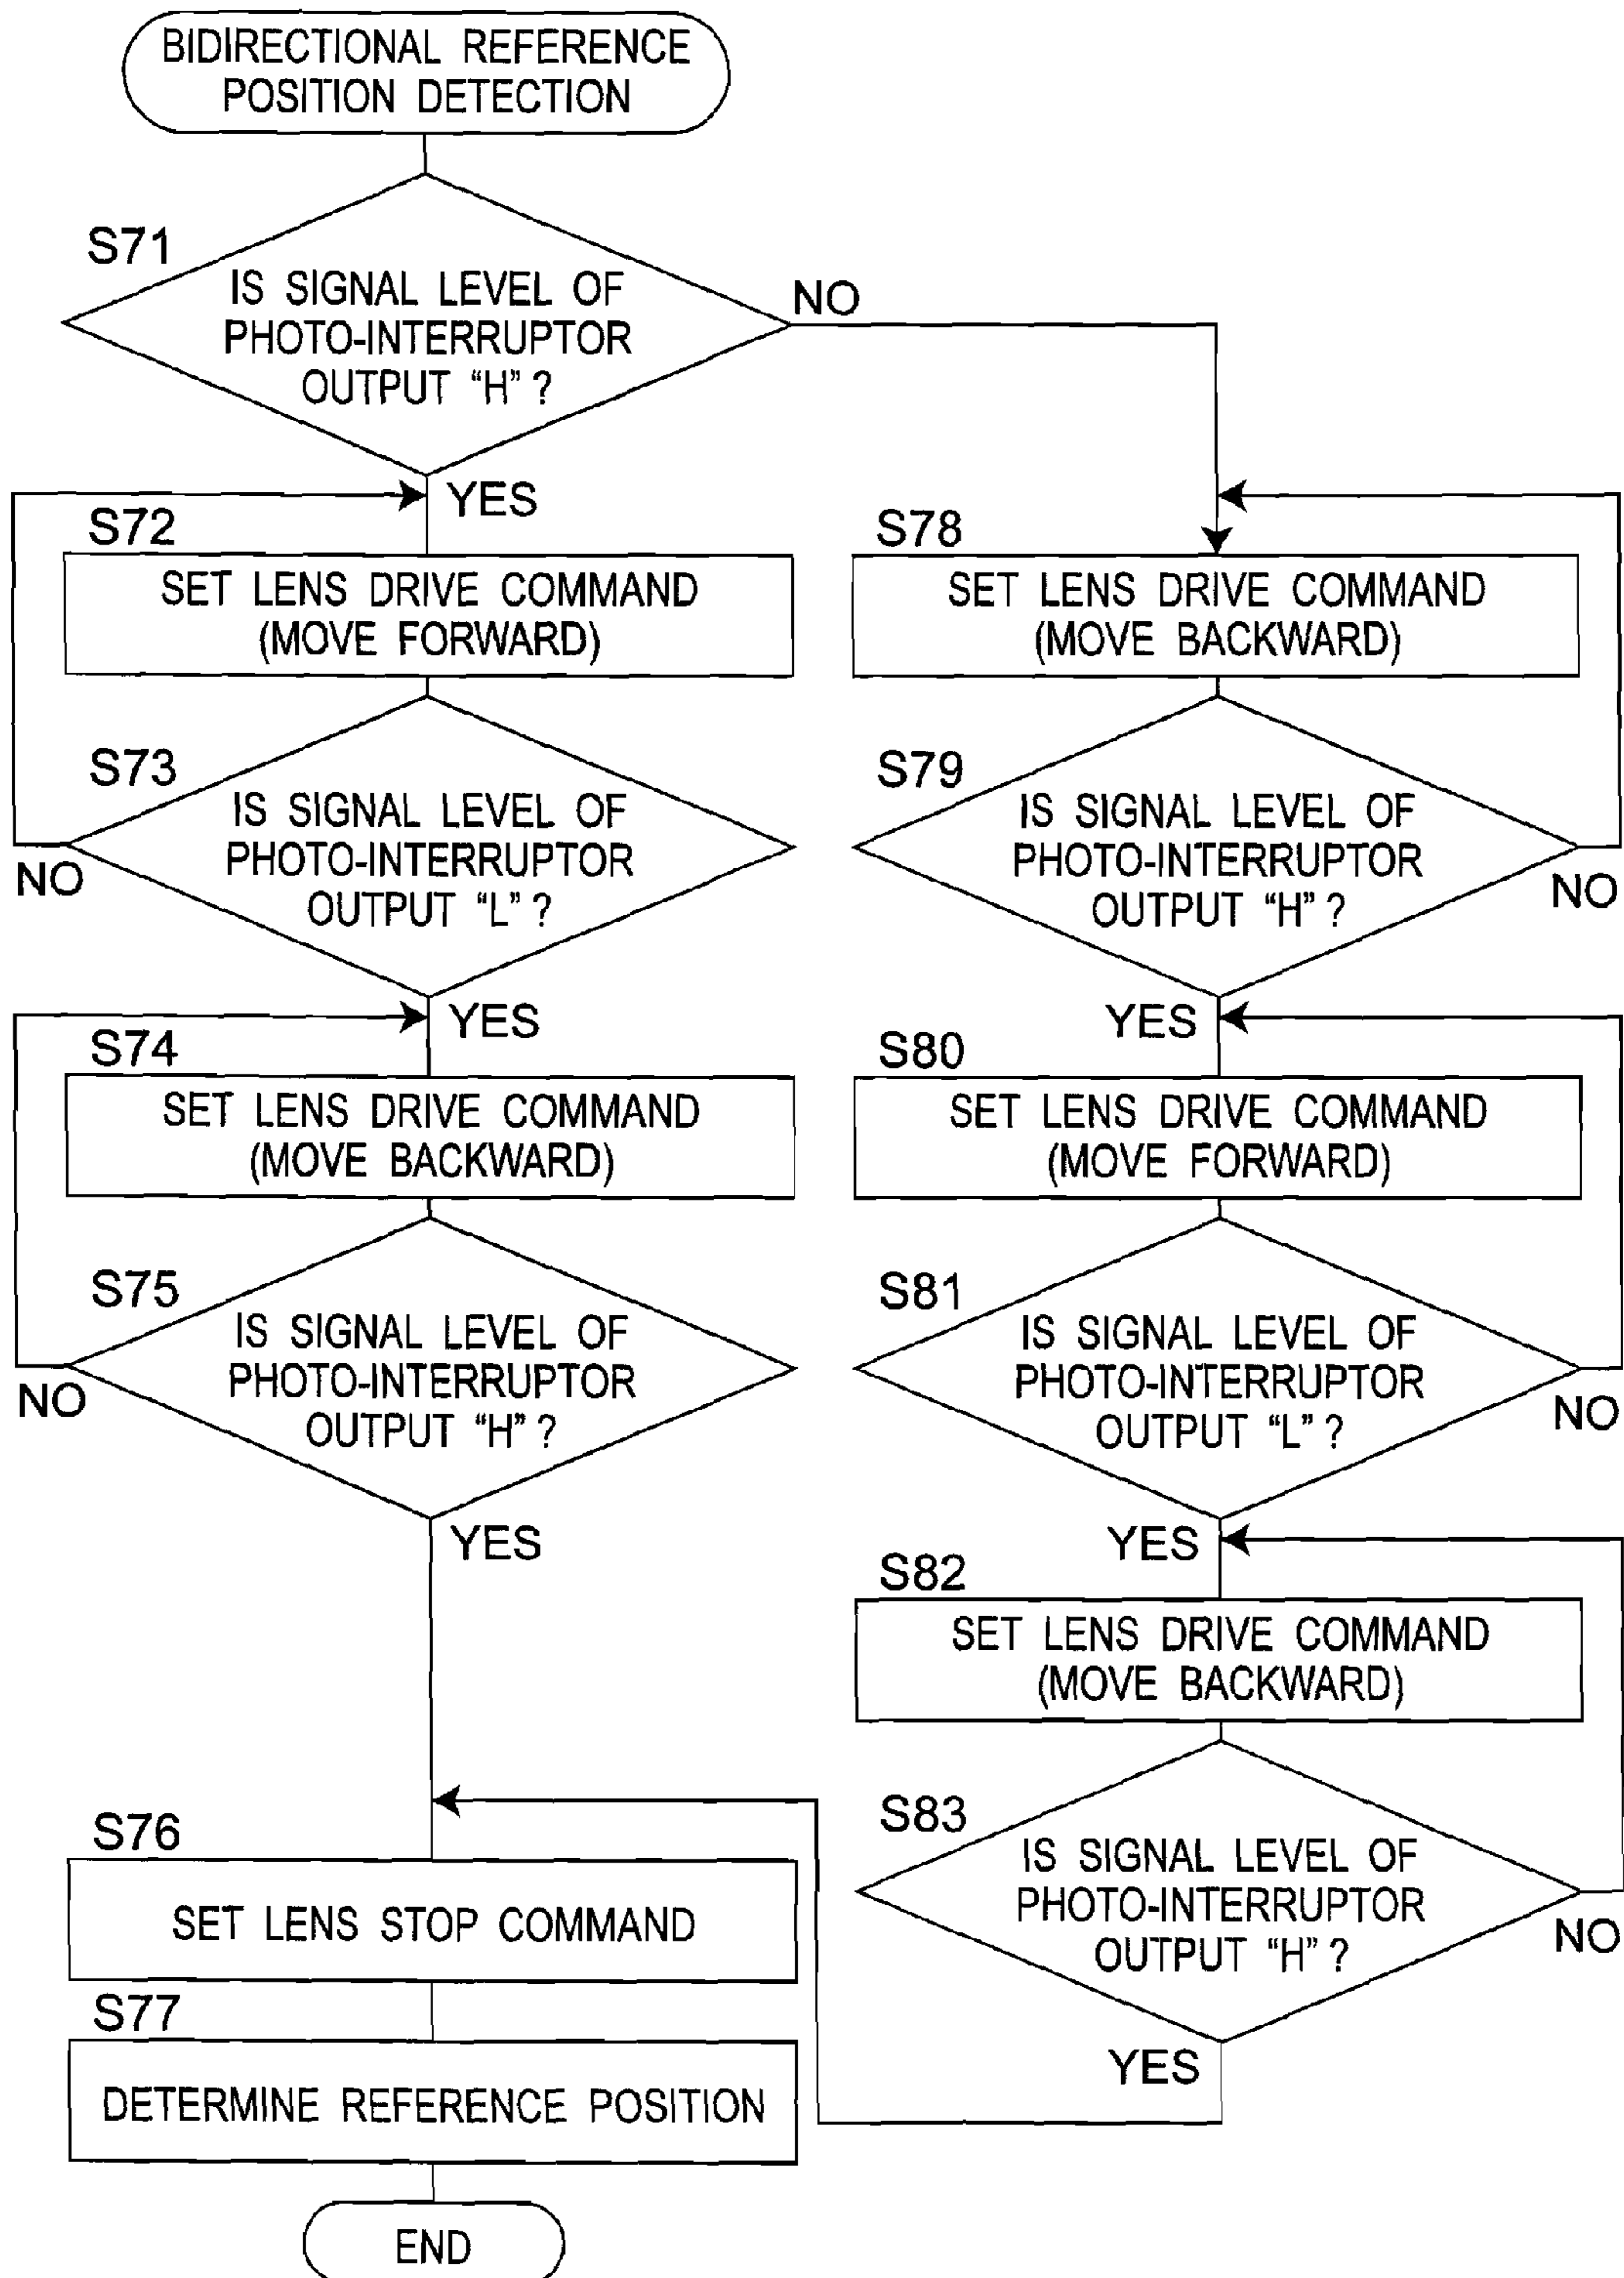 BIDIRECTIONAL REFERENCE
POSITION DETECTION
S71
IS SIGNAL LEVEL OF
PHOTO-INTERRUPTOR
OUTPUT “H” ?
NO
YES
S72
SET LENS DRIVE COMMAND
(MOVE FORWARD)
S73
IS SIGNAL LEVEL OF
PHOTO-INTERRUPTOR
OUTPUT “L” ?
NO
YES
S74
SET LENS DRIVE COMMAND
(MOVE BACKWARD)
S75
IS SIGNAL LEVEL OF
PHOTO-INTERRUPTOR
OUTPUT “H” ?
NO
YES
S76
SET LENS STOP COMMAND
S77
DETERMINE REFERENCE POSITION
END
S78
SET LENS DRIVE COMMAND
(MOVE BACKWARD)
S79
IS SIGNAL LEVEL OF
PHOTO-INTERRUPTOR
OUTPUT “H” ?
NO
YES
S80
SET LENS DRIVE COMMAND
(MOVE FORWARD)
S81
IS SIGNAL LEVEL OF
PHOTO-INTERRUPTOR
OUTPUT “L” ?
NO
YES
S82
SET LENS DRIVE COMMAND
(MOVE BACKWARD)
S83
IS SIGNAL LEVEL OF
PHOTO-INTERRUPTOR
OUTPUT “H” ?
NO
YES